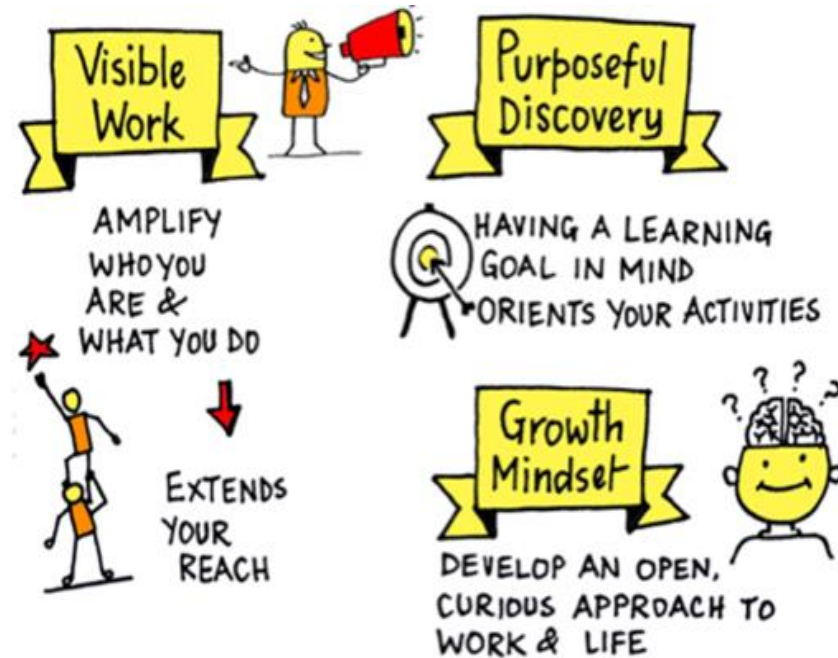 Visible
Work
AMPLIFY
WHO YOU
ARE &
WHAT YOU DO
EXTENDS
YOUR
REACH
Purposeful
Discovery
HAVING A LEARNING
GOAL IN MIND
ORIENTS YOUR ACTIVITIES
Growth
Mindset
? ? ? ?
DEVELOP AN OPEN,
CURIOUS APPROACH TO
WORK & LIFE